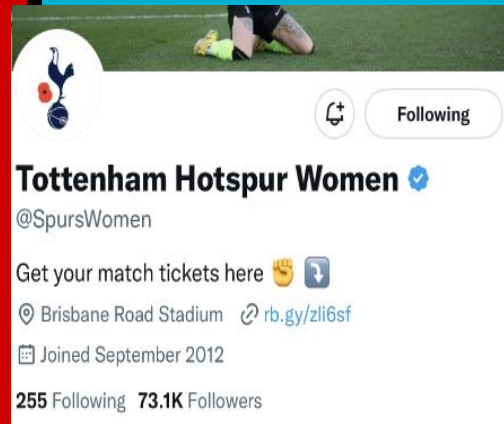 Following
Tottenham Hotspur Women
@SpursWomen
Get your match tickets here ✊ ⤵️
Brisbane Road Stadium rb.gy/zli6sf
Joined September 2012
255 Following 73.1K Followers